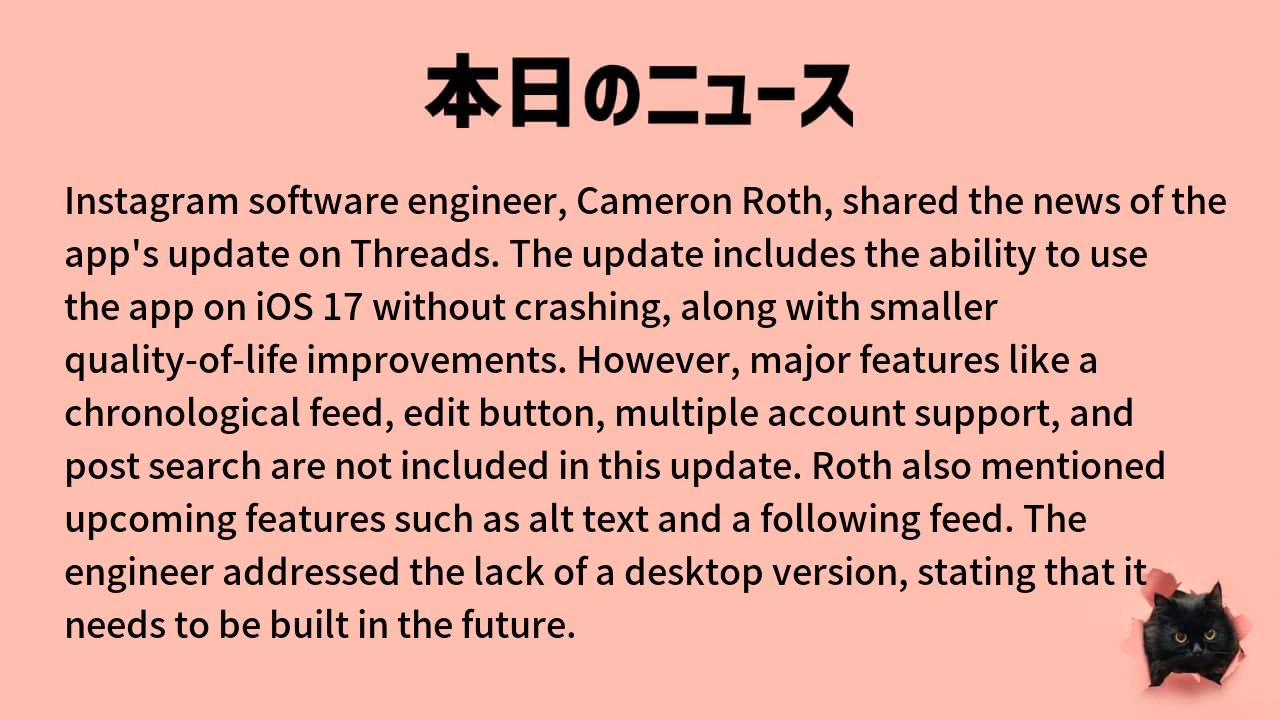 本日のニュース
Instagram software engineer, Cameron Roth, shared the news of the
app's update on Threads. The update includes the ability to use
the app on iOS 17 without crashing, along with smaller
quality-of-life improvements. However, major features like a
chronological feed, edit button, multiple account support, and
post search are not included in this update. Roth also mentioned
upcoming features such as alt text and a following feed. The
engineer addressed the lack of a desktop version, stating that it
needs to be built in the future.